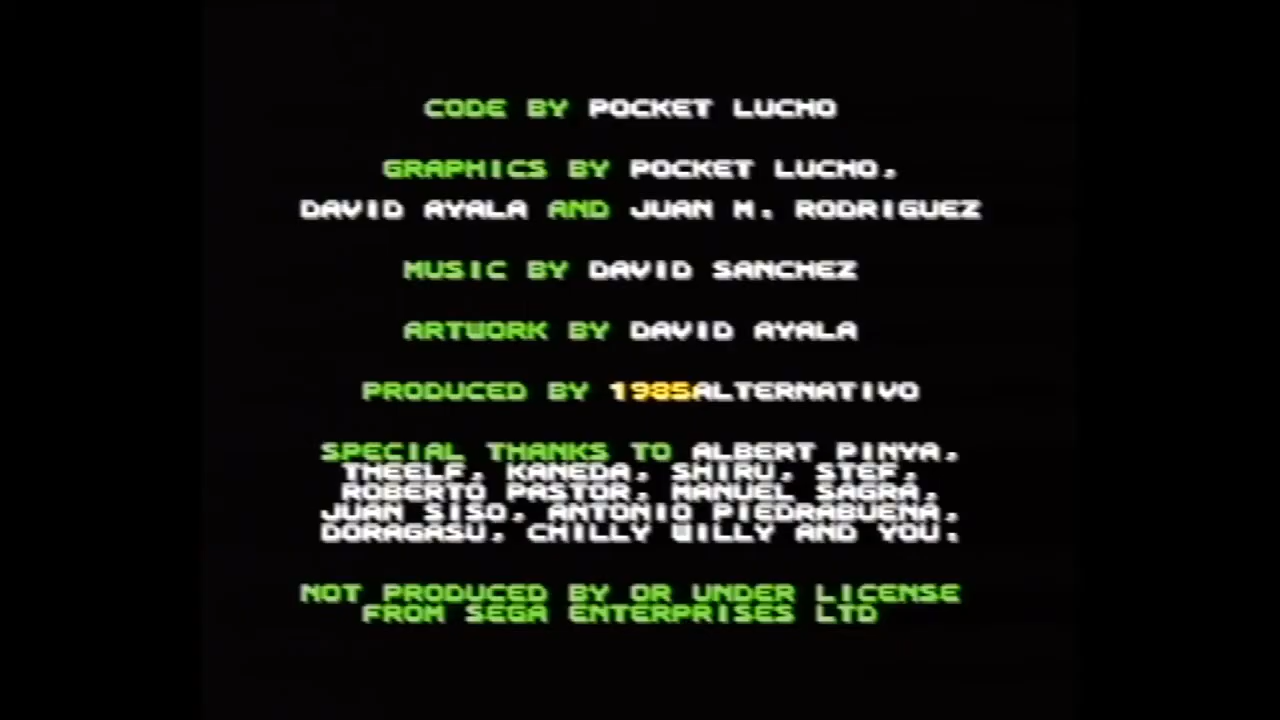 CODE BY POCKET LUCHO
GRAPHICS BY POCKET LUCHO,
DAVID AYALA AND JUAN M. RODRIGUEZ
MUSIC BY DAVID SANCHEZ
ARTWORK BY DAVID AYALA
PRODUCED BY 1985ALTERNATIVO
SPECIAL THANKS TO ALBERT PINYA,
THEELF, KANEDA, SHIRU, STEF,
ROBERTO PASTOR, MANUEL SAGRA,
JUAN SISO, ANTONIO PIEDRABUENA,
DORAGASU, CHILLY WILLY AND YOU.
NOT PRODUCED BY OR UNDER LICENSE
FROM SEGA ENTERPRISES LTD